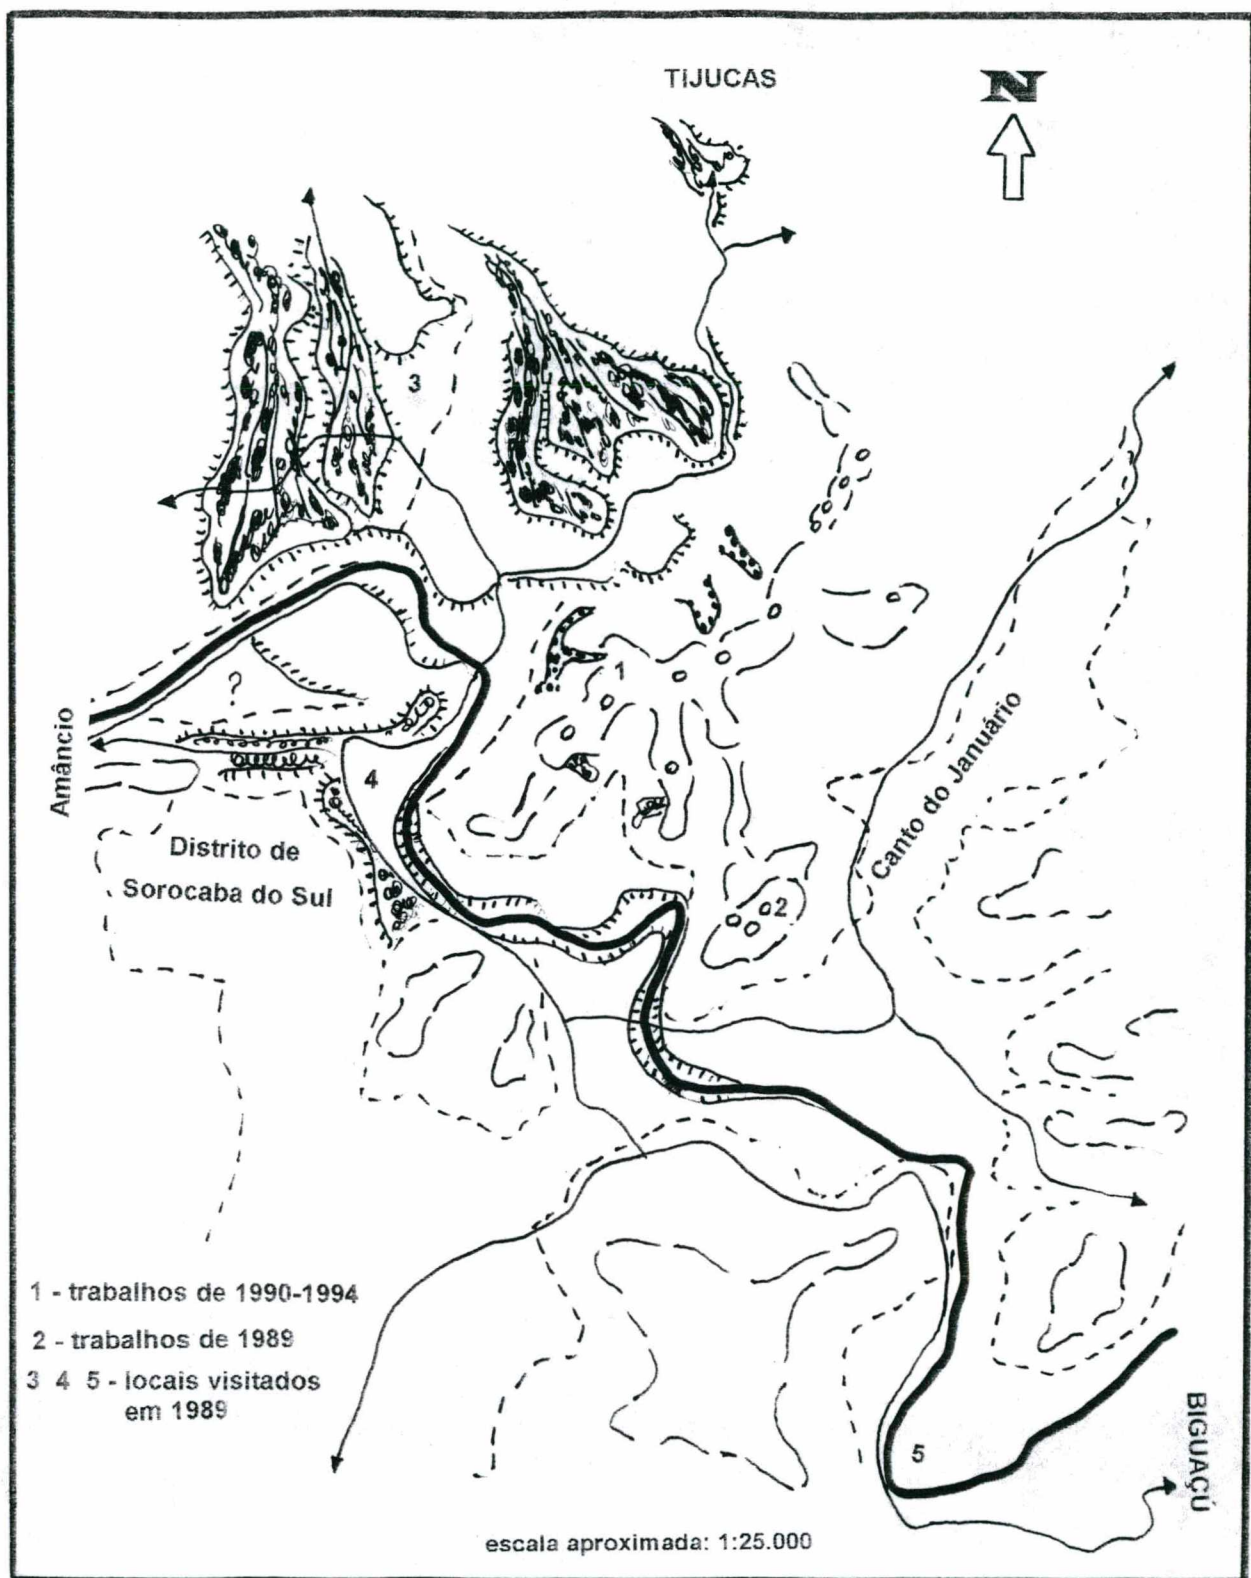 TIJUCAS
N
3
1
?
Amâncio
4
Canto do Januário
Distrito de
Sorocaba do Sul
2
1 - trabalhos de 1990-1994
2 - trabalhos de 1989
3 4 5 - locais visitados
em 1989
5
BIGUAÇÚ
escala aproximada: 1:25.000